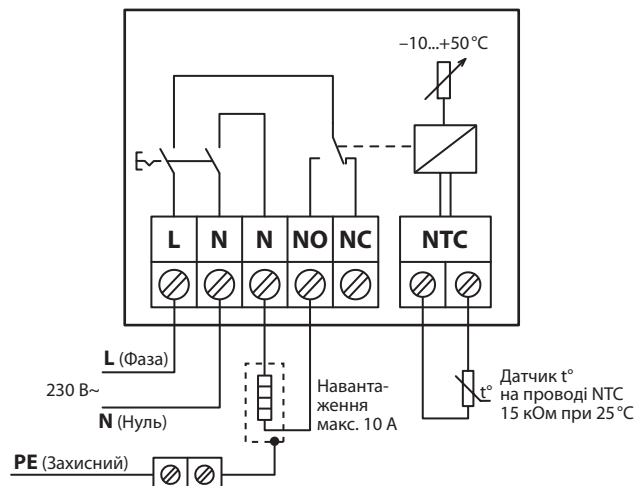 –10...+50 °C
L N N NO NC NTC
L (Фаза)
230 В~
N (Нуль)
Наванта-
ження
макс. 10 А
t°
Датчик t°
на проводі NTC
15 кОм при 25 °C
PE (Захисний)